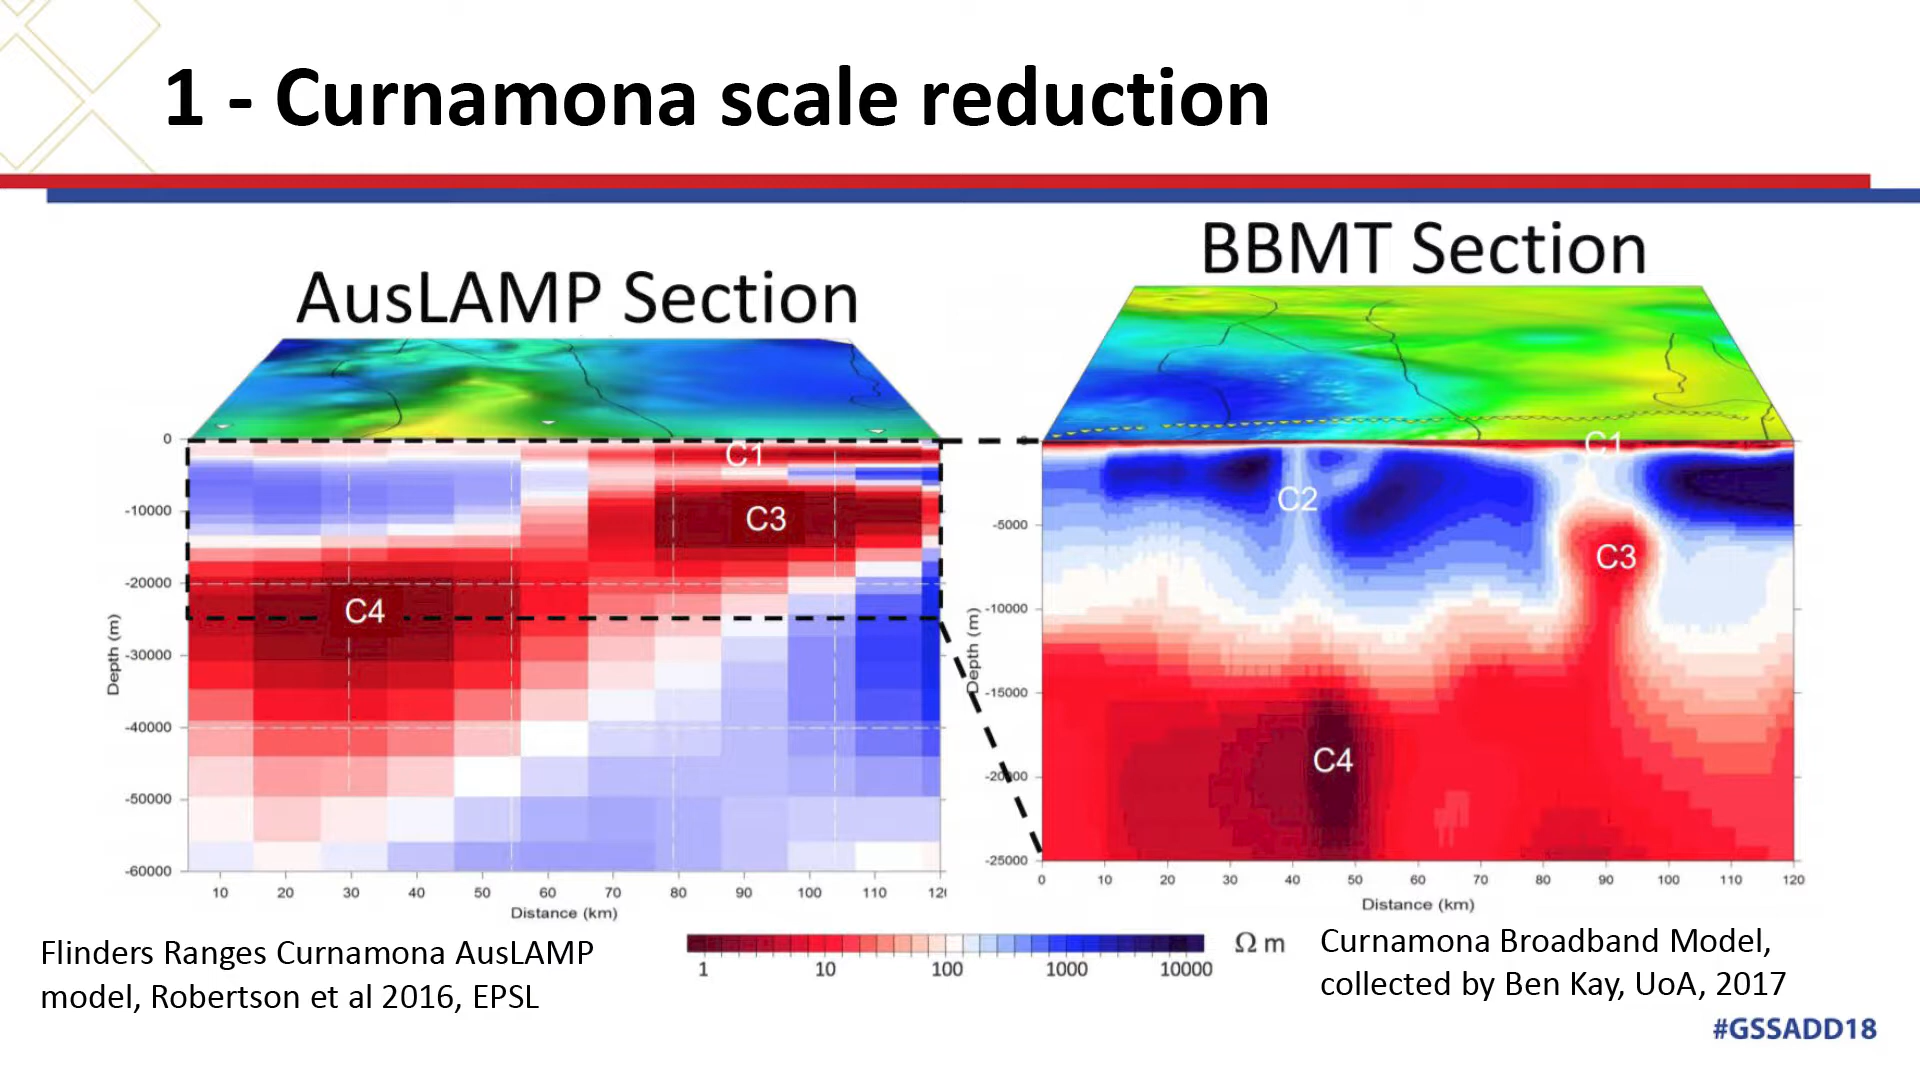 1 - Curnamona scale reduction
AusLAMP Section
BBMT Section
0
-10000
-20000
-30000
-40000
-50000
-60000
Depth (m)
C1
C3
C4
10 20 30 40 50 60 70 80 90 100 110 12
Distance (km)
0
-5000
-10000
-15000
-20000
-25000
Depth (m)
C1
C2
C3
C4
0 10 20 30 40 50 60 70 80 90 100 110 120
Distance (km)
Flinders Ranges Curnamona AusLAMP
model, Robertson et al 2016, EPSL
1 10 100 1000 10000
Ω m
Curnamona Broadband Model,
collected by Ben Kay, UoA, 2017
#GSSADD18